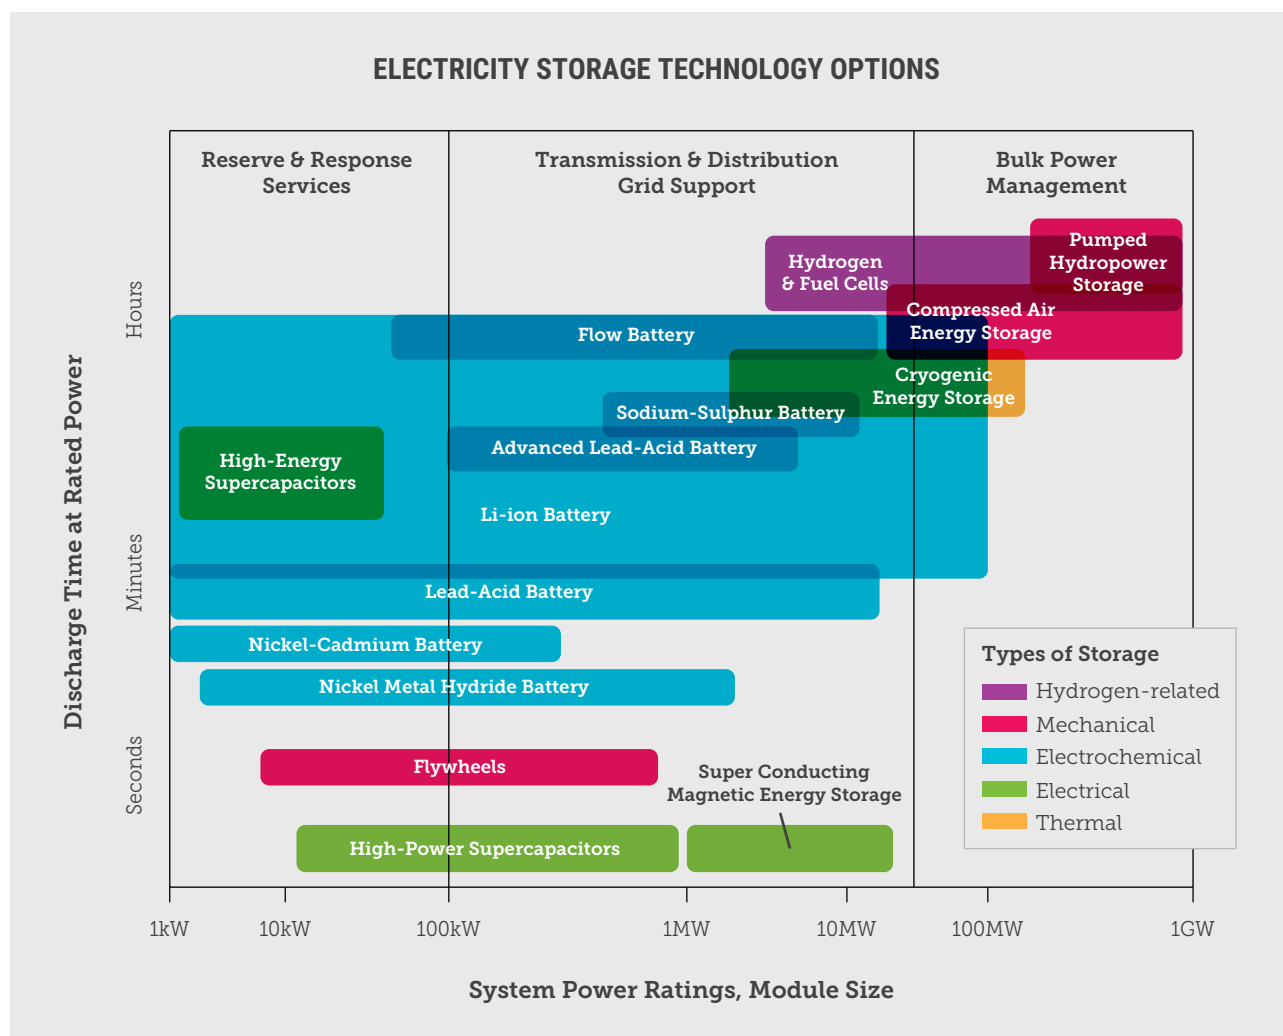 ELECTRICITY STORAGE TECHNOLOGY OPTIONS
Reserve & Response
Services
Transmission & Distribution
Grid Support
Bulk Power
Management
Discharge Time at Rated Power
Hours
Minutes
Seconds
Pumped
Hydropower
Storage
Hydrogen
& Fuel Cells
Compressed Air
Energy Storage
Flow Battery
Cryogenic
Energy Storage
Sodium-Sulphur Battery
Advanced Lead-Acid Battery
High-Energy
Supercapacitors
Li-ion Battery
Lead-Acid Battery
Nickel-Cadmium Battery
Nickel Metal Hydride Battery
Flywheels
Super Conducting
Magnetic Energy Storage
High-Power Supercapacitors
Types of Storage
Hydrogen-related
Mechanical
Electrochemical
Electrical
Thermal
1kW
10kW
100kW
1MW
10MW
100MW
1GW
System Power Ratings, Module Size